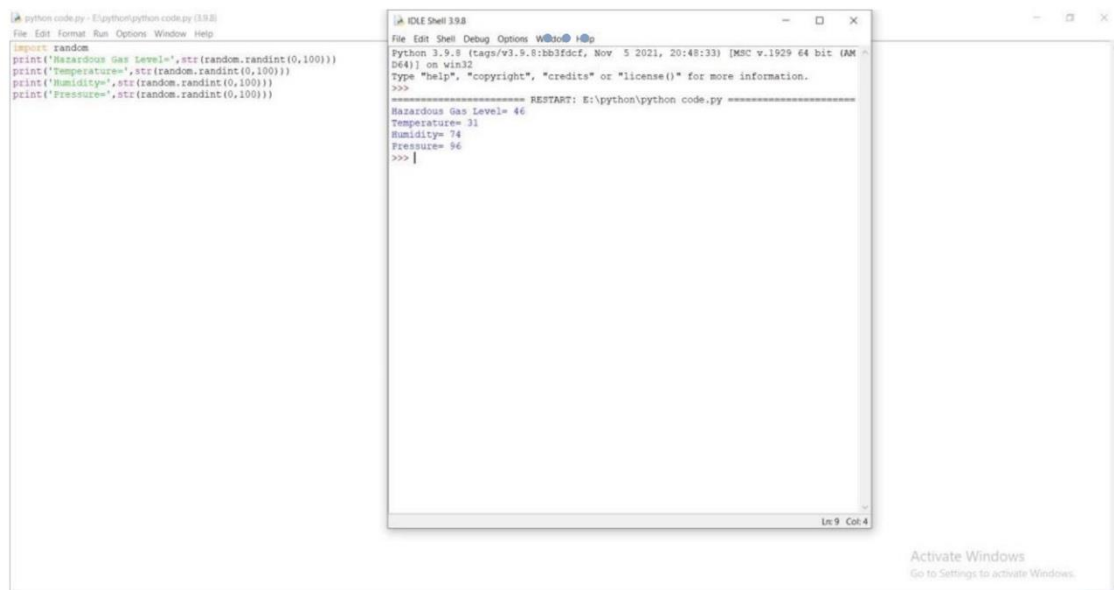 python code.py - E:\python\python code.py (3.9.8)
File Edit Format Run Options Window Help
import random
print('Hazardous Gas Level=',str(random.randint(0,100)))
print('Temperature=',str(random.randint(0,100)))
print('Humidity=',str(random.randint(0,100)))
print('Pressure=',str(random.randint(0,100)))
IDLE Shell 3.9.8
File Edit Shell Debug Options
Python 3.9.8 (tags/v3.9.8:bb3fdcf, Nov 5 2021, 20:48:33) [MSC v.1929 64 bit (AM
D64)] on win32
Type "help", "copyright", "credits" or "license()" for more information.
>>>
====================== RESTART: E:\python\python code.py =====================
Hazardous Gas Level= 46
Temperature= 31
Humidity= 74
Pressure= 96
>>>
Ln: 9 Col: 4
Activate Windows
Go to Settings to activate Windows.